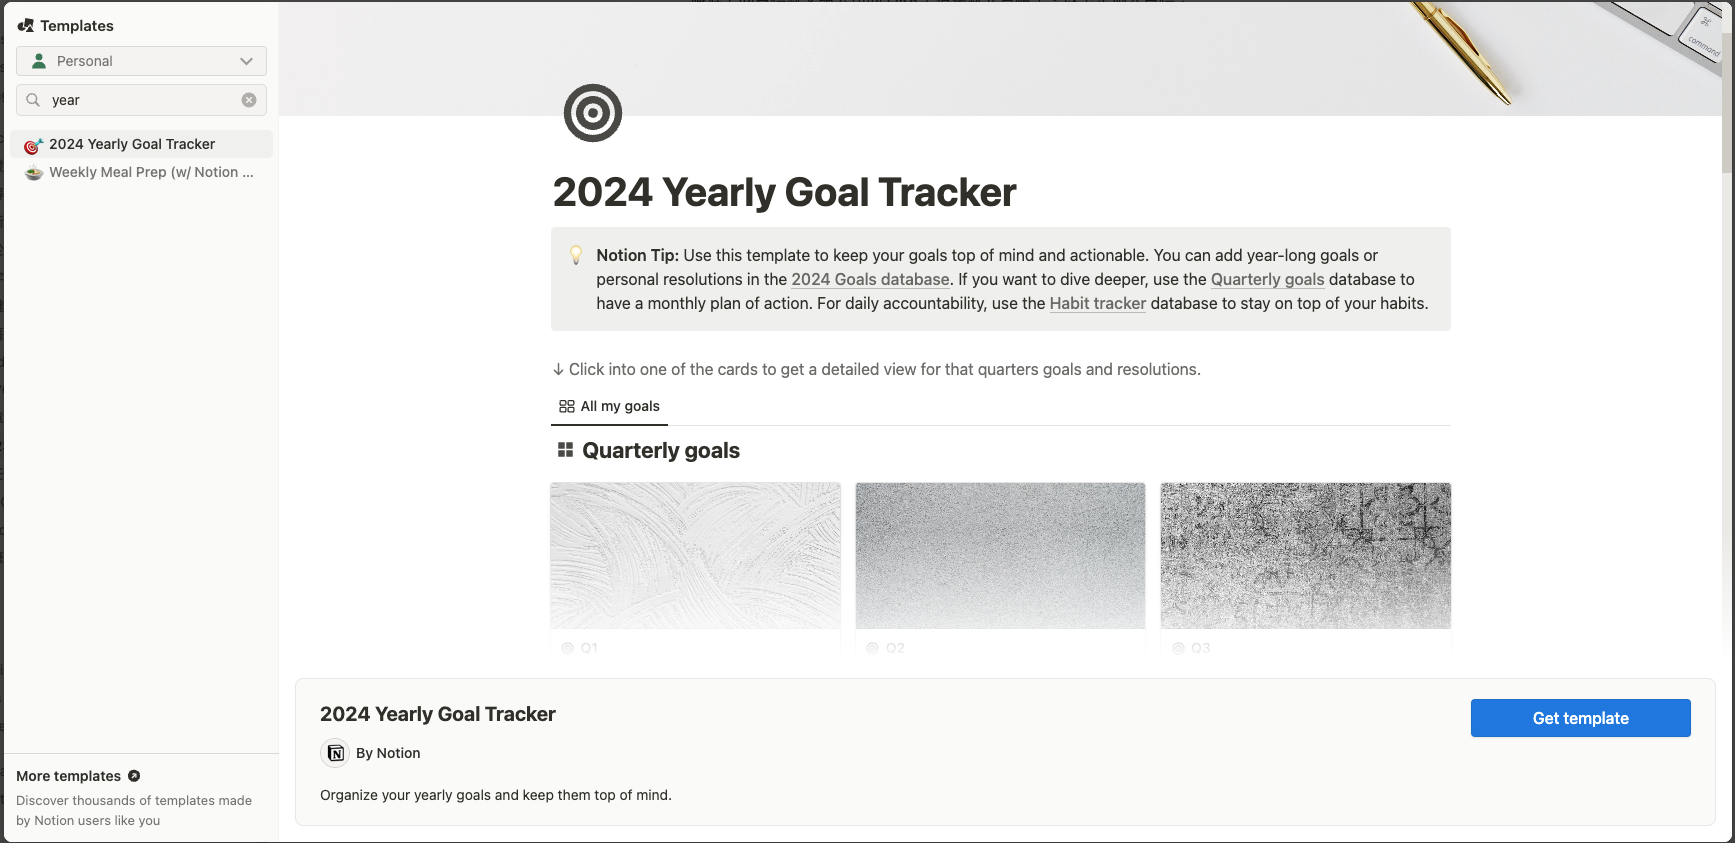 Templates
Personal
year
2024 Yearly Goal Tracker
Weekly Meal Prep (w/ Notion ...
More templates
Discover thousands of templates made
by Notion users like you
command
2024 Yearly Goal Tracker
Notion Tip: Use this template to keep your goals top of mind and actionable. You can add year-long goals or
personal resolutions in the 2024 Goals database. If you want to dive deeper, use the Quarterly goals database to
have a monthly plan of action. For daily accountability, use the Habit tracker database to stay on top of your habits.
↓ Click into one of the cards to get a detailed view for that quarters goals and resolutions.
All my goals
Quarterly goals
Q1
Q2
Q3
2024 Yearly Goal Tracker
By Notion
Organize your yearly goals and keep them top of mind.
Get template